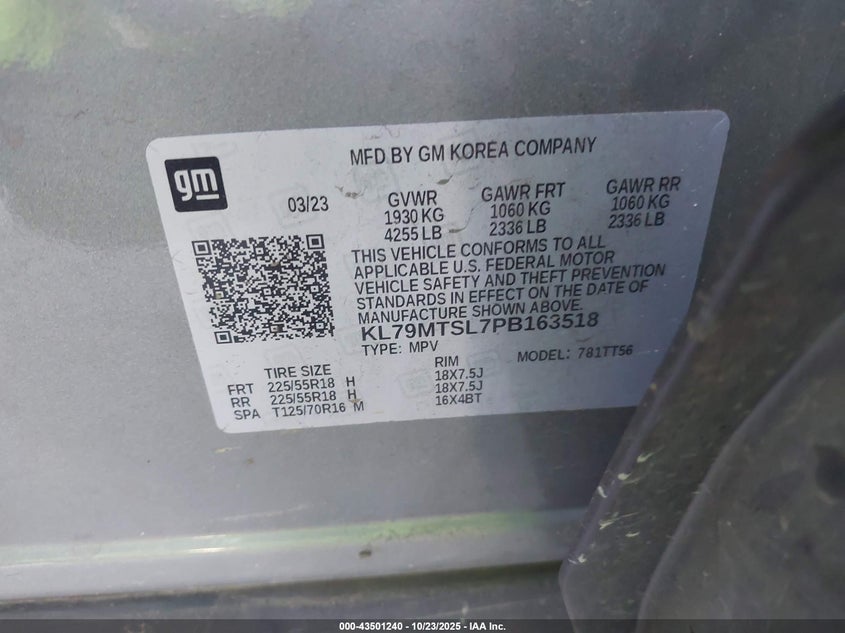 gm
MFD BY GM KOREA COMPANY
03/23
GVWR
1930 KG
4255 LB
GAWR FRT
1060 KG
2336 LB
GAWR RR
1060 KG
2336 LB
THIS VEHICLE CONFORMS TO ALL
APPLICABLE U.S. FEDERAL MOTOR
VEHICLE SAFETY AND THEFT PREVENTION
STANDARDS IN EFFECT ON THE DATE OF
MANUFACTURE SHOWN ABOVE.
KL79MTSL7PB163518
TYPE: MPV
MODEL: 781TT56
TIRE SIZE
RIM
FRT 225/55R18 H 18X7.5J
RR 225/55R18 H 18X7.5J
SPA T125/70R16 M 16X4BT
000-43501240 - 10/23/2025 - IAA Inc.